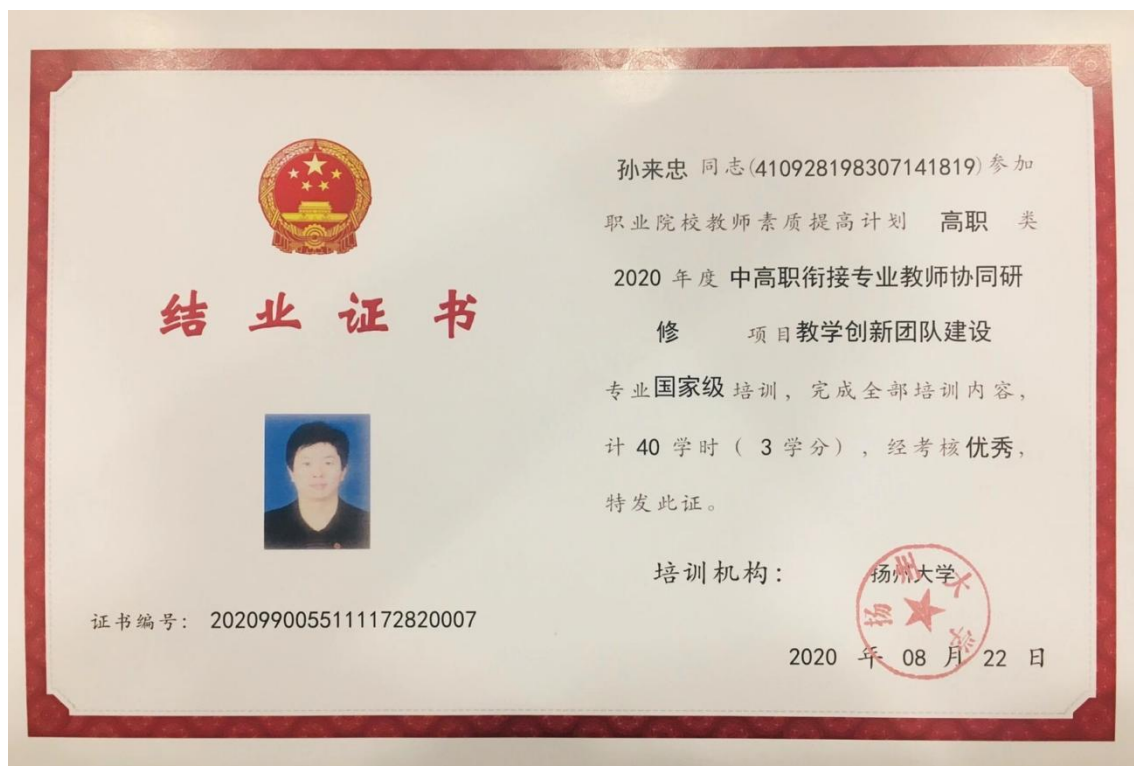 结业证书
证书编号： 2020990055111172820007
孙来忠 同志(410928198307141819)参加
职业院校教师素质提高计划 高职 类
2020 年度 中高职衔接专业教师协同研
修 项目教学创新团队建设
专业国家级培训，完成全部培训内容，
计 40 学时（ 3 学分），经考核优秀，
特发此证。
培训机构： 扬州大学
扬州大学
2020 年 08 月 22 日